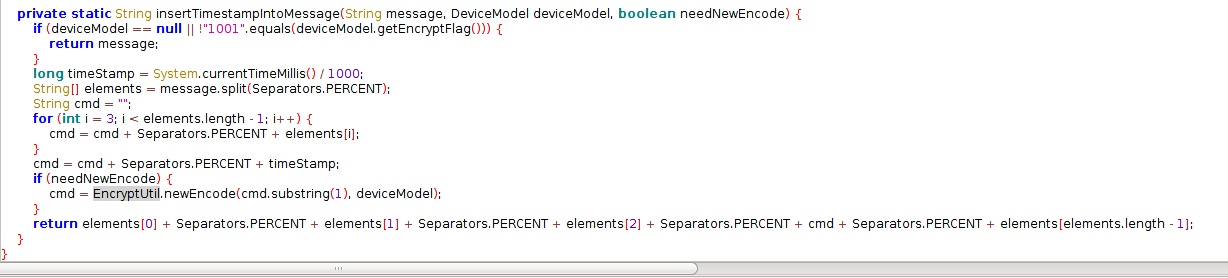 private static String insertTimestampIntoMessage(String message, DeviceModel deviceModel, boolean needNewEncode) {
if (deviceModel == null || !"1001".equals(deviceModel.getEncryptFlag())) {
return message;
}
long timeStamp = System.currentTimeMillis() / 1000;
String[] elements = message.split(Separators.PERCENT);
String cmd = "";
for (int i = 3; i < elements.length - 1; i++) {
cmd = cmd + Separators.PERCENT + elements[i];
}
cmd = cmd + Separators.PERCENT + timeStamp;
if (needNewEncode) {
cmd = EncryptUtil.newEncode(cmd.substring(1), deviceModel);
}
return elements[0] + Separators.PERCENT + elements[1] + Separators.PERCENT + elements[2] + Separators.PERCENT + cmd + Separators.PERCENT + elements[elements.length - 1];
}
}